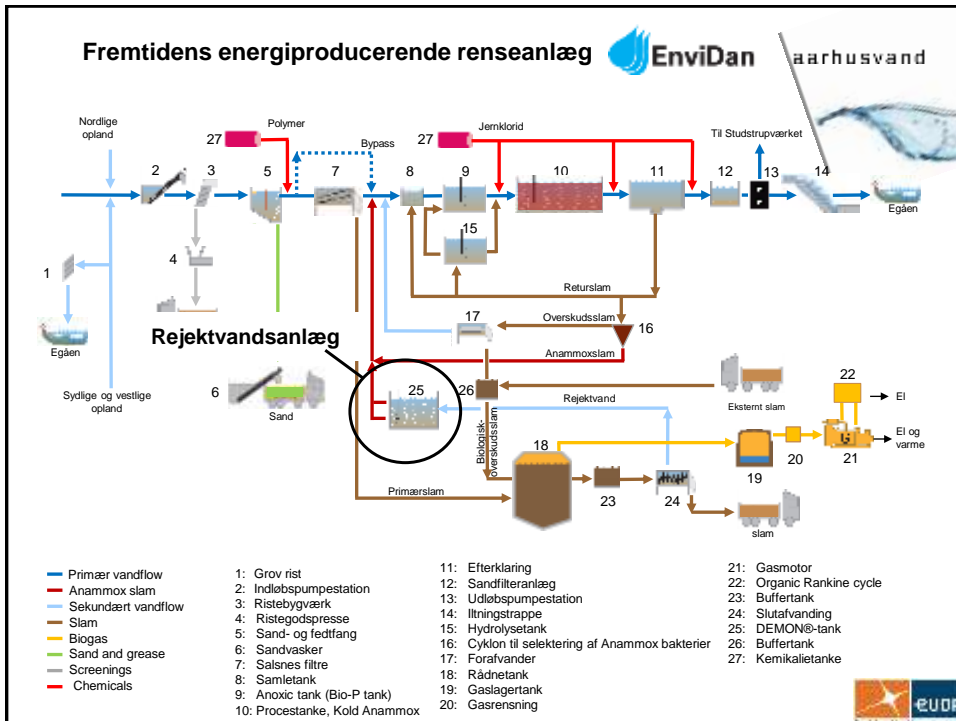 Fremtidens energiproducerende renseanlæg
EnviDan
aarhusvand
Nordlige
opland
27
Polymer
Bypass
27
Jernklorid
Til Studstrupværket
2
3
5
7
8
9
10
11
12
13
14
Egåen
1
4
15
Returslam
Egåen
Rejektvandsanlæg
17
Overskudsslam
16
Anammoxslam
Sydlige og vestlige
opland
6
Sand
25
26
Rejektvand
Eksternt slam
22
El
Biologisk-
overskudsslam
18
19
20
21
El og
varme
Primærslam
23
24
slam
Primær vandflow
Anammox slam
Sekundært vandflow
Slam
Biogas
Sand and grease
Screenings
Chemicals
1: Grov rist
2: Indløbspumpestation
3: Ristebygværk
4: Ristegodspresse
5: Sand- og fedtfang
6: Sandvasker
7: Salsnes filtre
8: Samletank
9: Anoxic tank (Bio-P tank)
10: Procestanke, Kold Anammox
11: Efterklaring
12: Sandfilteranlæg
13: Udløbspumpestation
14: Iltningstrappe
15: Hydrolysetank
16: Cyklon til selektering af Anammox bakterier
17: Forafvander
18: Rådnetank
19: Gaslagertank
20: Gasrensning
21: Gasmotor
22: Organic Rankine cycle
23: Buffertank
24: Slutafvanding
25: DEMON®-tank
26: Buffertank
27: Kemikalietanke